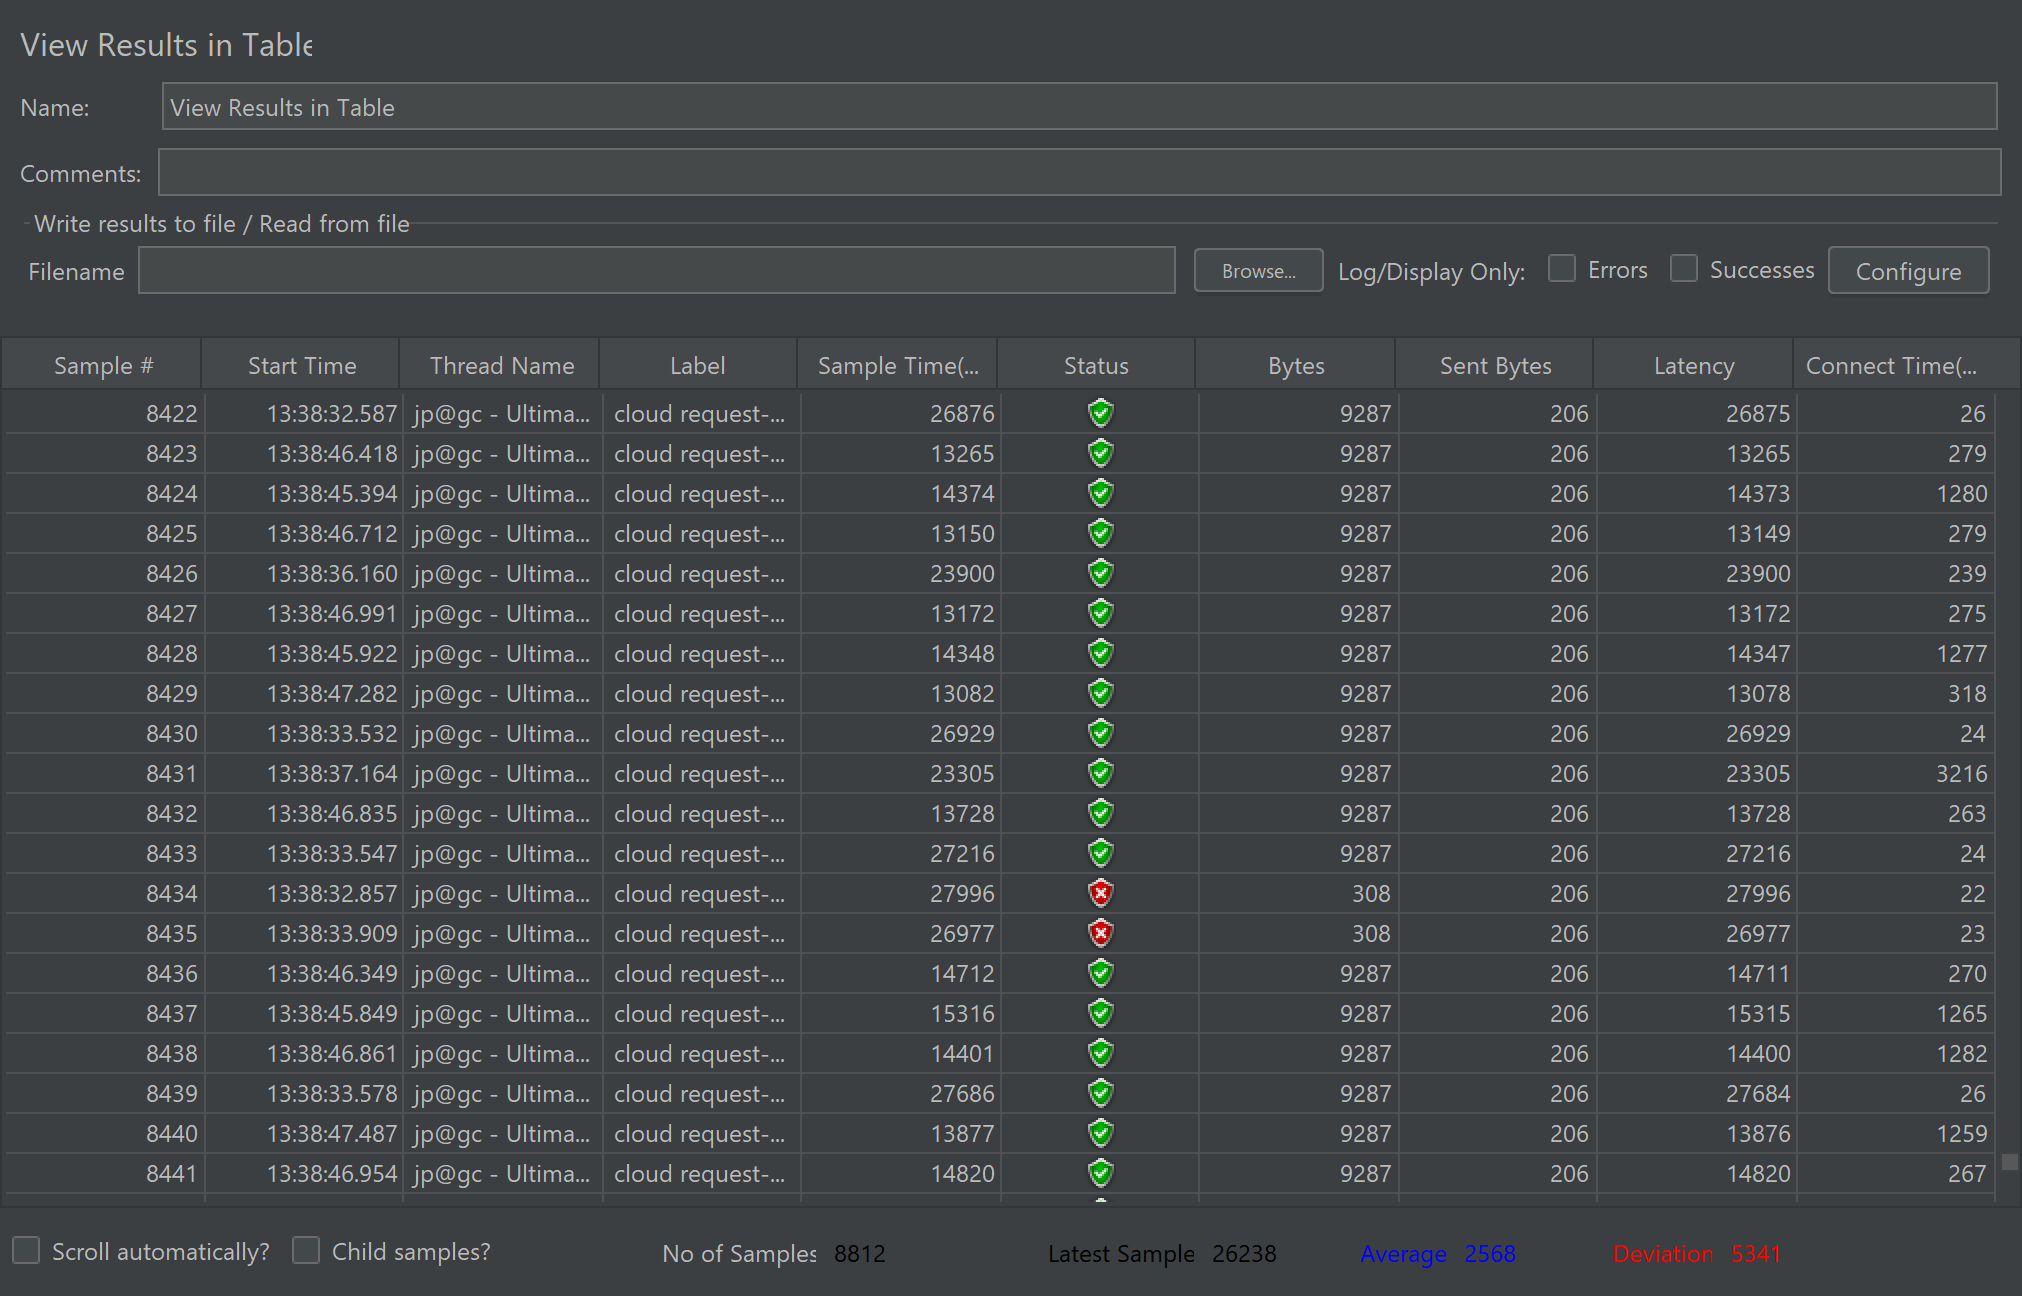 View Results in Table
Name: View Results in Table
Comments:
Write results to file / Read from file
Filename Browse... Log/Display Only: Errors Successes Configure
Sample # Start Time Thread Name Label Sample Time(... Status Bytes Sent Bytes Latency Connect Time(...
8422 13:38:32.587 jp@gc - Ultima... cloud request-... 26876 9287 206 26875 26
8423 13:38:46.418 jp@gc - Ultima... cloud request-... 13265 9287 206 13265 279
8424 13:38:45.394 jp@gc - Ultima... cloud request-... 14374 9287 206 14373 1280
8425 13:38:46.712 jp@gc - Ultima... cloud request-... 13150 9287 206 13149 279
8426 13:38:36.160 jp@gc - Ultima... cloud request-... 23900 9287 206 23900 239
8427 13:38:46.991 jp@gc - Ultima... cloud request-... 13172 9287 206 13172 275
8428 13:38:45.922 jp@gc - Ultima... cloud request-... 14348 9287 206 14347 1277
8429 13:38:47.282 jp@gc - Ultima... cloud request-... 13082 9287 206 13078 318
8430 13:38:33.532 jp@gc - Ultima... cloud request-... 26929 9287 206 26929 24
8431 13:38:37.164 jp@gc - Ultima... cloud request-... 23305 9287 206 23305 3216
8432 13:38:46.835 jp@gc - Ultima... cloud request-... 13728 9287 206 13728 263
8433 13:38:33.547 jp@gc - Ultima... cloud request-... 27216 9287 206 27216 24
8434 13:38:32.857 jp@gc - Ultima... cloud request-... 27996 308 206 27996 22
8435 13:38:33.909 jp@gc - Ultima... cloud request-... 26977 308 206 26977 23
8436 13:38:46.349 jp@gc - Ultima... cloud request-... 14712 9287 206 14711 270
8437 13:38:45.849 jp@gc - Ultima... cloud request-... 15316 9287 206 15315 1265
8438 13:38:46.861 jp@gc - Ultima... cloud request-... 14401 9287 206 14400 1282
8439 13:38:33.578 jp@gc - Ultima... cloud request-... 27686 9287 206 27684 26
8440 13:38:47.487 jp@gc - Ultima... cloud request-... 13877 9287 206 13876 1259
8441 13:38:46.954 jp@gc - Ultima... cloud request-... 14820 9287 206 14820 267
Scroll automatically? Child samples? No of Samples 8812 Latest Sample 26238 Average 2568 Deviation 5341